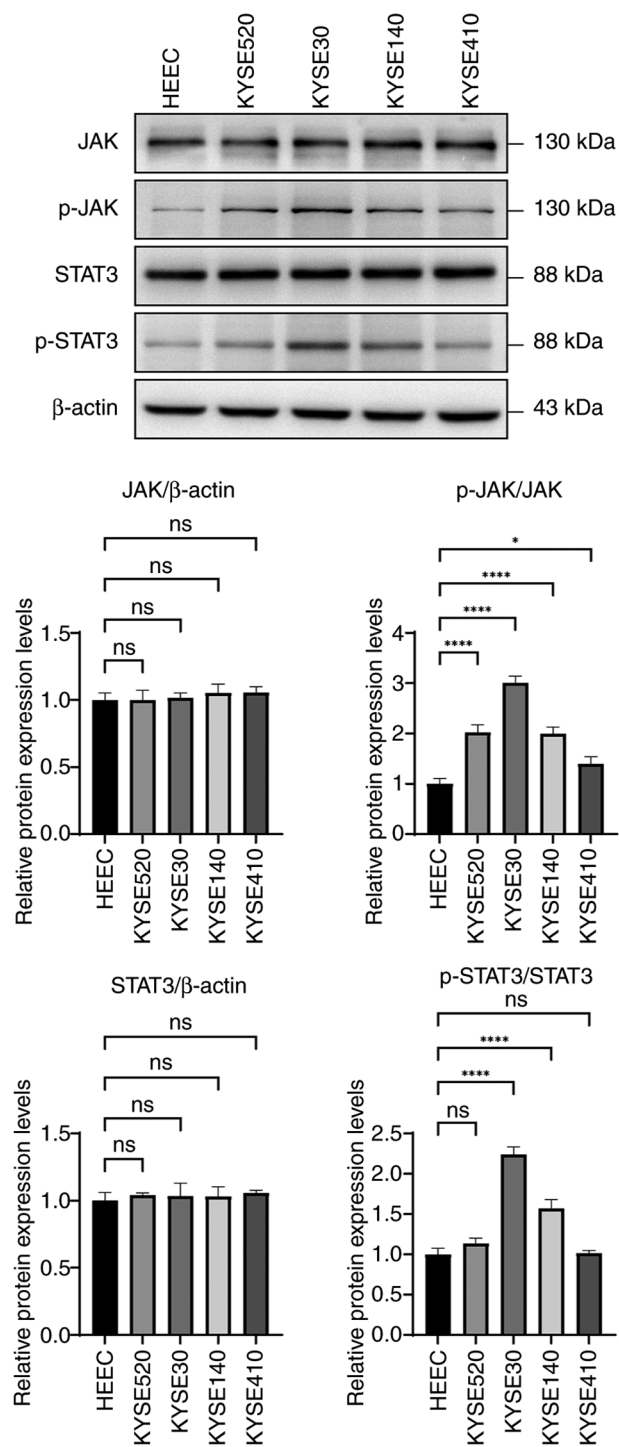 HEEC
KYSE520
KYSE30
KYSE140
KYSE410
JAK
130 kDa
p-JAK
130 kDa
STAT3
88 kDa
p-STAT3
88 kDa
β-actin
43 kDa
JAK/β-actin
ns
ns
ns
ns
Relative protein expression levels
1.5
1.0
0.5
0.0
HEEC
KYSE520
KYSE30
KYSE140
KYSE410
p-JAK/JAK
*
****
****
****
Relative protein expression levels
4
3
2
1
0
HEEC
KYSE520
KYSE30
KYSE140
KYSE410
STAT3/β-actin
ns
ns
ns
ns
Relative protein expression levels
1.5
1.0
0.5
0.0
HEEC
KYSE520
KYSE30
KYSE140
KYSE410
p-STAT3/STAT3
ns
****
****
ns
Relative protein expression levels
2.5
2.0
1.5
1.0
0.5
0.0
HEEC
KYSE520
KYSE30
KYSE140
KYSE410